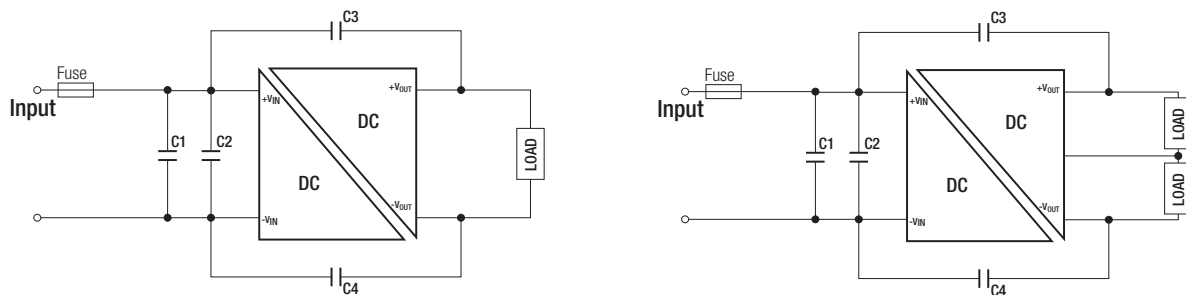 C3
Fuse
Input
+VIN
+VOUT
DC
C1
C2
LOAD
DC
-VIN
-VOUT
C4
C3
Fuse
Input
+VIN
+VOUT
DC
LOAD
C1
C2
DC
LOAD
-VIN
-VOUT
C4